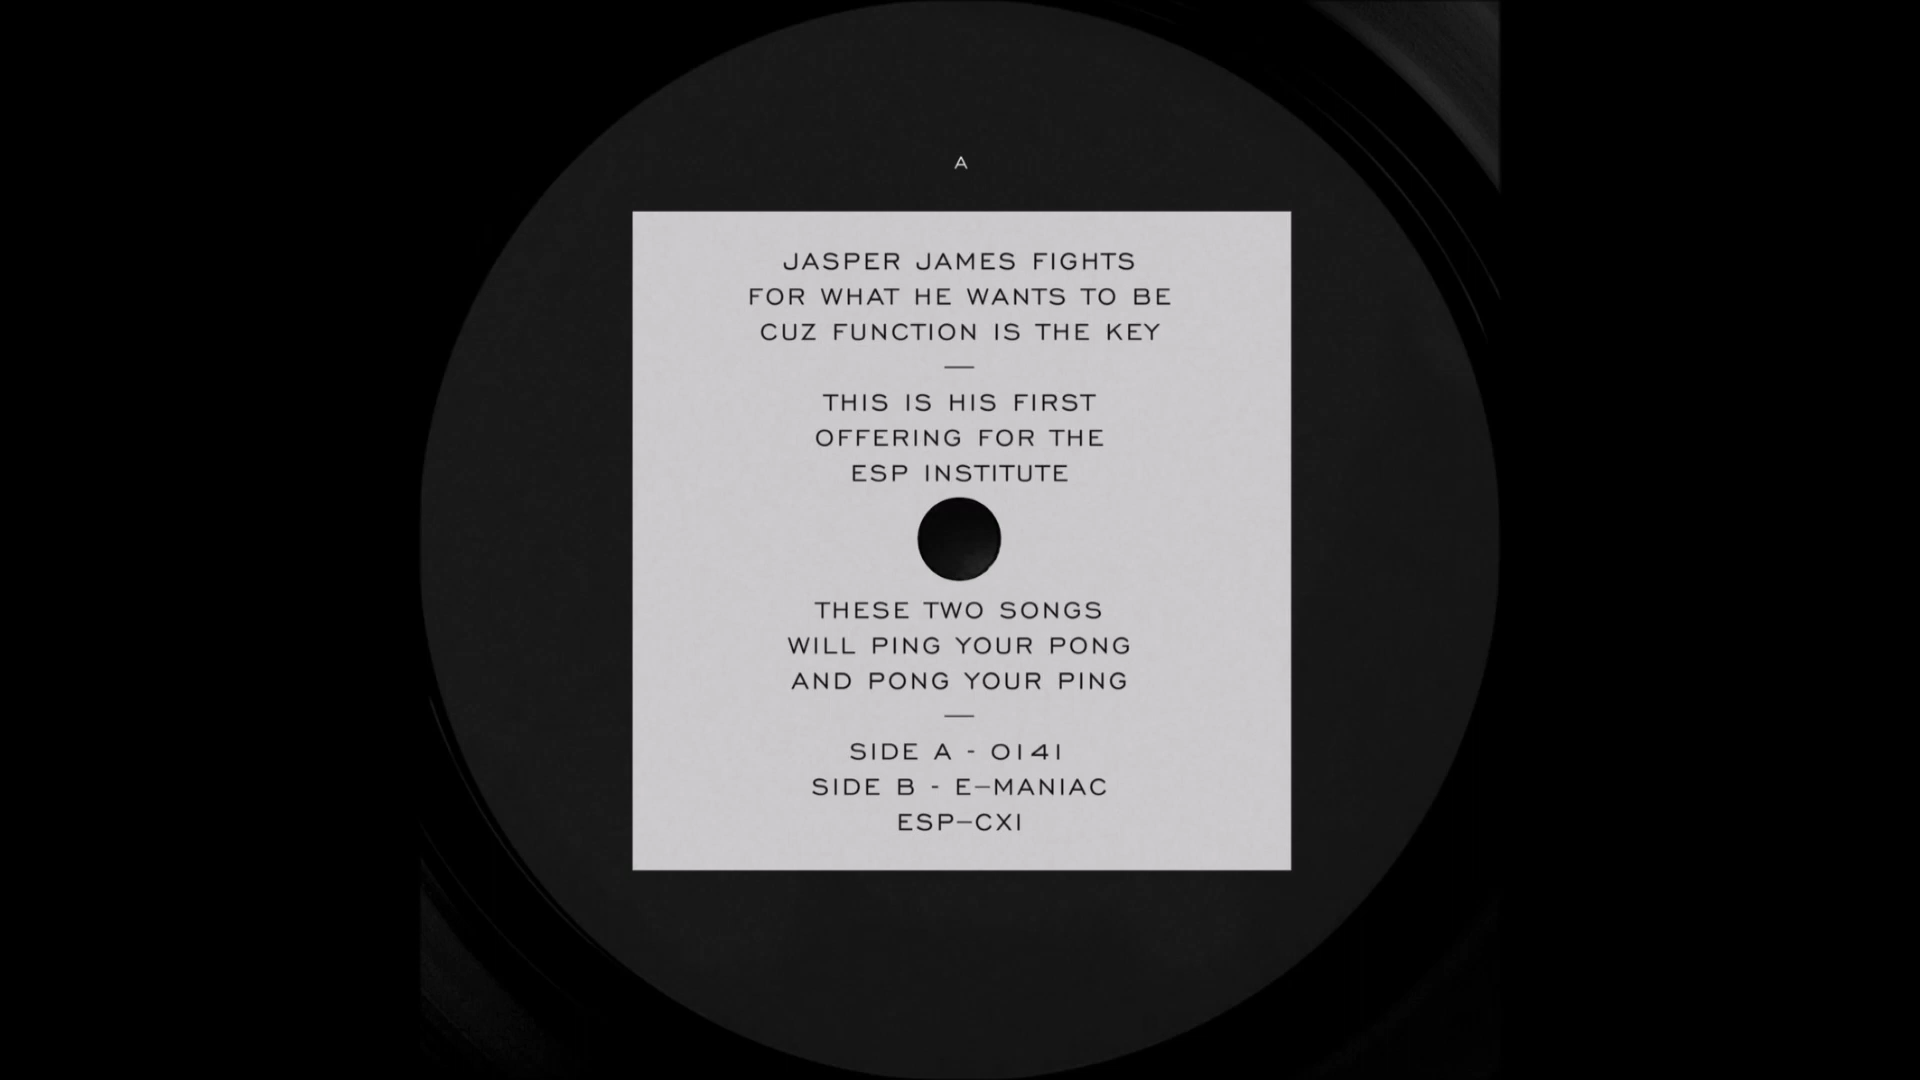 A
JASPER JAMES FIGHTS
FOR WHAT HE WANTS TO BE
CUZ FUNCTION IS THE KEY
—
THIS IS HIS FIRST
OFFERING FOR THE
ESP INSTITUTE
THESE TWO SONGS
WILL PING YOUR PONG
AND PONG YOUR PING
—
SIDE A - 0141
SIDE B - E–MANIAC
ESP–CXI